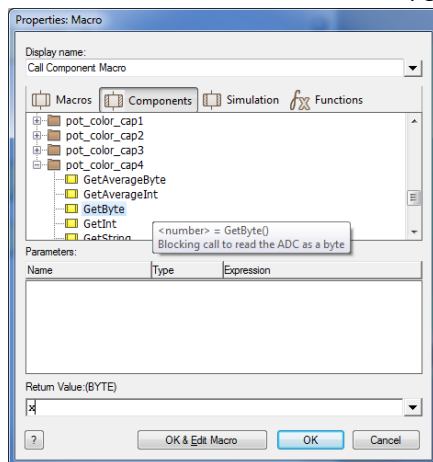 Properties: Macro
Display name:
Call Component Macro
Macros Components Simulation fx Functions
pot_color_cap1
pot_color_cap2
pot_color_cap3
pot_color_cap4
GetAverageByte
GetAverageInt
GetByte
GetInt
<number> = GetByte()
GetString
Blocking call to read the ADC as a byte
Parameters:
Name Type Expression
Return Value:(BYTE)
x
? OK & Edit Macro OK Cancel